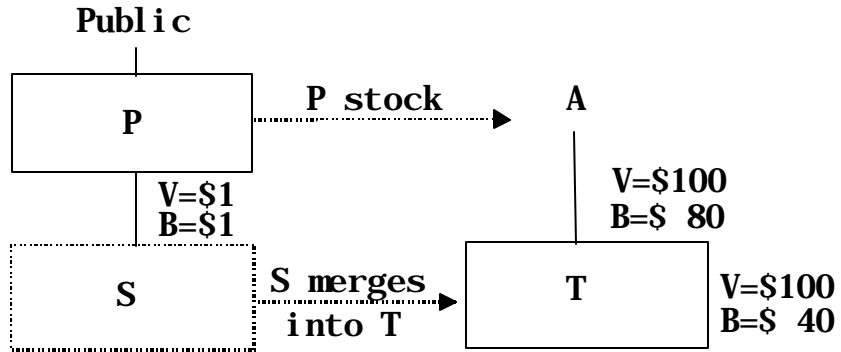 Public
P
P stock
A
V=$1
B=$1
V=$100
B=$ 80
S
S merges
into T
T
V=$100
B=$ 40